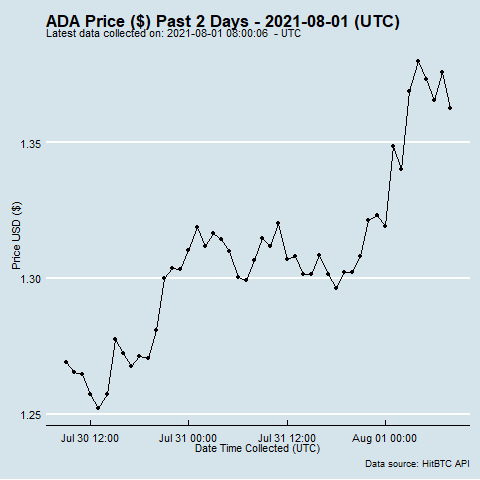 ADA Price ($) Past 2 Days - 2021-08-01 (UTC)
Latest data collected on: 2021-08-01 08:00:06 - UTC
1.35
1.30
1.25
Price USD ($)
Jul 30 12:00 Jul 31 00:00 Jul 31 12:00 Aug 01 00:00
Date Time Collected (UTC)
Data source: HitBTC API